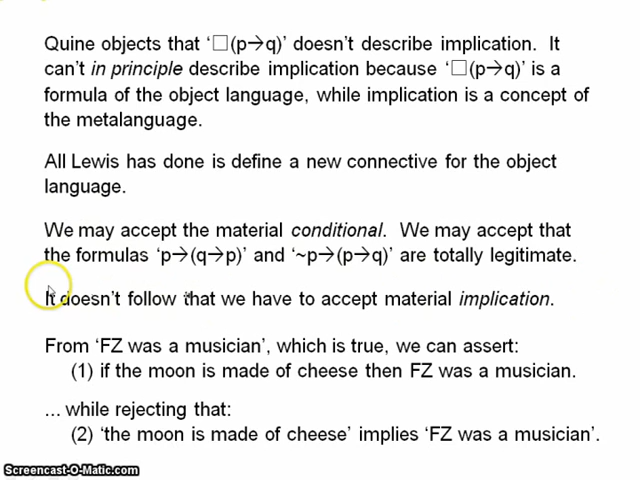 Quine objects that ‘□(p→q)’ doesn’t describe implication. It
can’t in principle describe implication because ‘□(p→q)’ is a
formula of the object language, while implication is a concept of
the metalanguage.
All Lewis has done is define a new connective for the object
language.
We may accept the material conditional. We may accept that
the formulas ‘p→(q→p)’ and ‘~p→(p→q)’ are totally legitimate.
It doesn’t follow that we have to accept material implication.
From ‘FZ was a musician’, which is true, we can assert:
(1) if the moon is made of cheese then FZ was a musician.
... while rejecting that:
(2) ‘the moon is made of cheese’ implies ‘FZ was a musician’.
Screencast-O-Matic.com